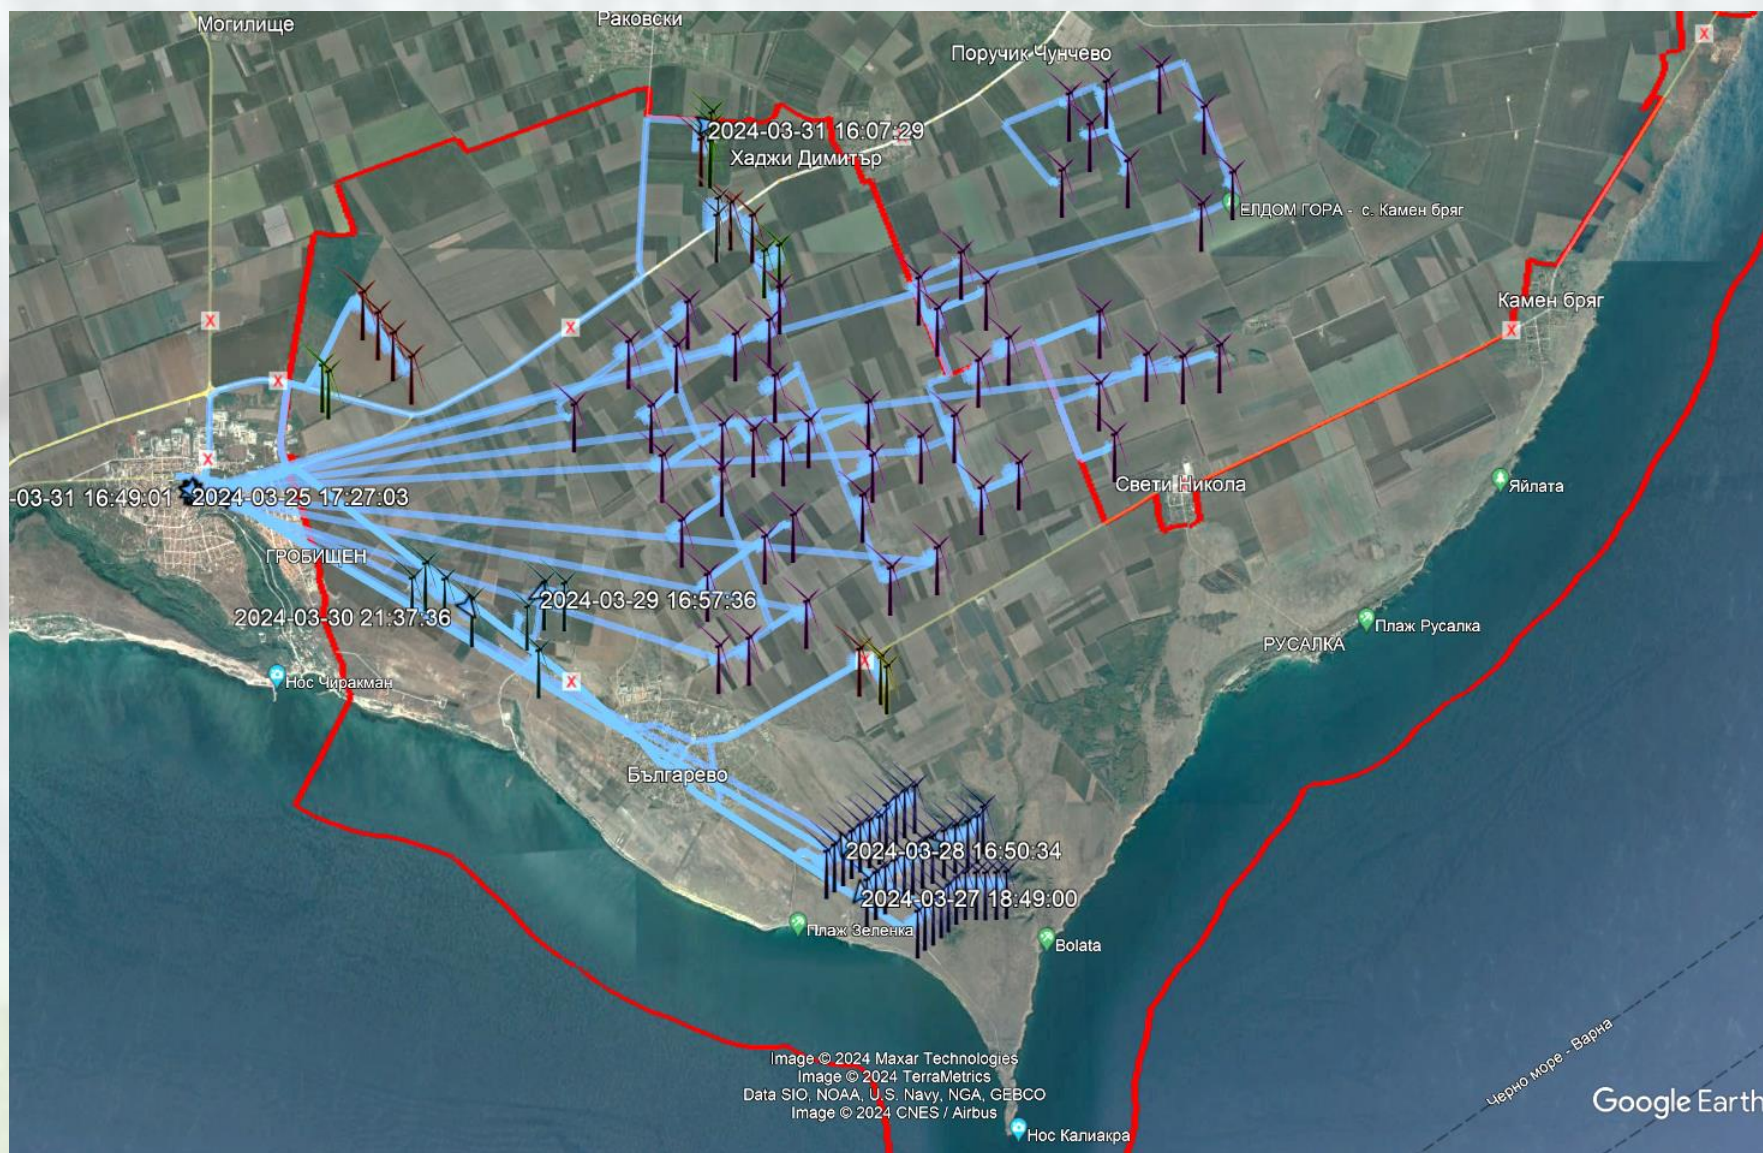 Могилище
Раковски
Поручик Чунчево
X
2024-03-31 16:07:29
Хаджи Димитър
ЕЛДОМ ГОРА - с. Камен бряг
Камен бряг
X
X
X
X
X
-03-31 16:49:01
2024-03-25 17:27:03
Свети Никола
Яйлата
ГРОБИЩЕН
2024-03-30 21:37:36
2024-03-29 16:57:36
Плаж Русалка
РУСАЛКА
X
X
Нос Чиракман
Българево
2024-03-28 16:50:34
2024-03-27 18:49:00
Плаж Зеленка
Bolata
Черно море - Варна
Image © 2024 Maxar Technologies
Image © 2024 TerraMetrics
Data SIO, NOAA, U.S. Navy, NGA, GEBCO
Image © 2024 CNES / Airbus
Google Earth
Нос Калиакра